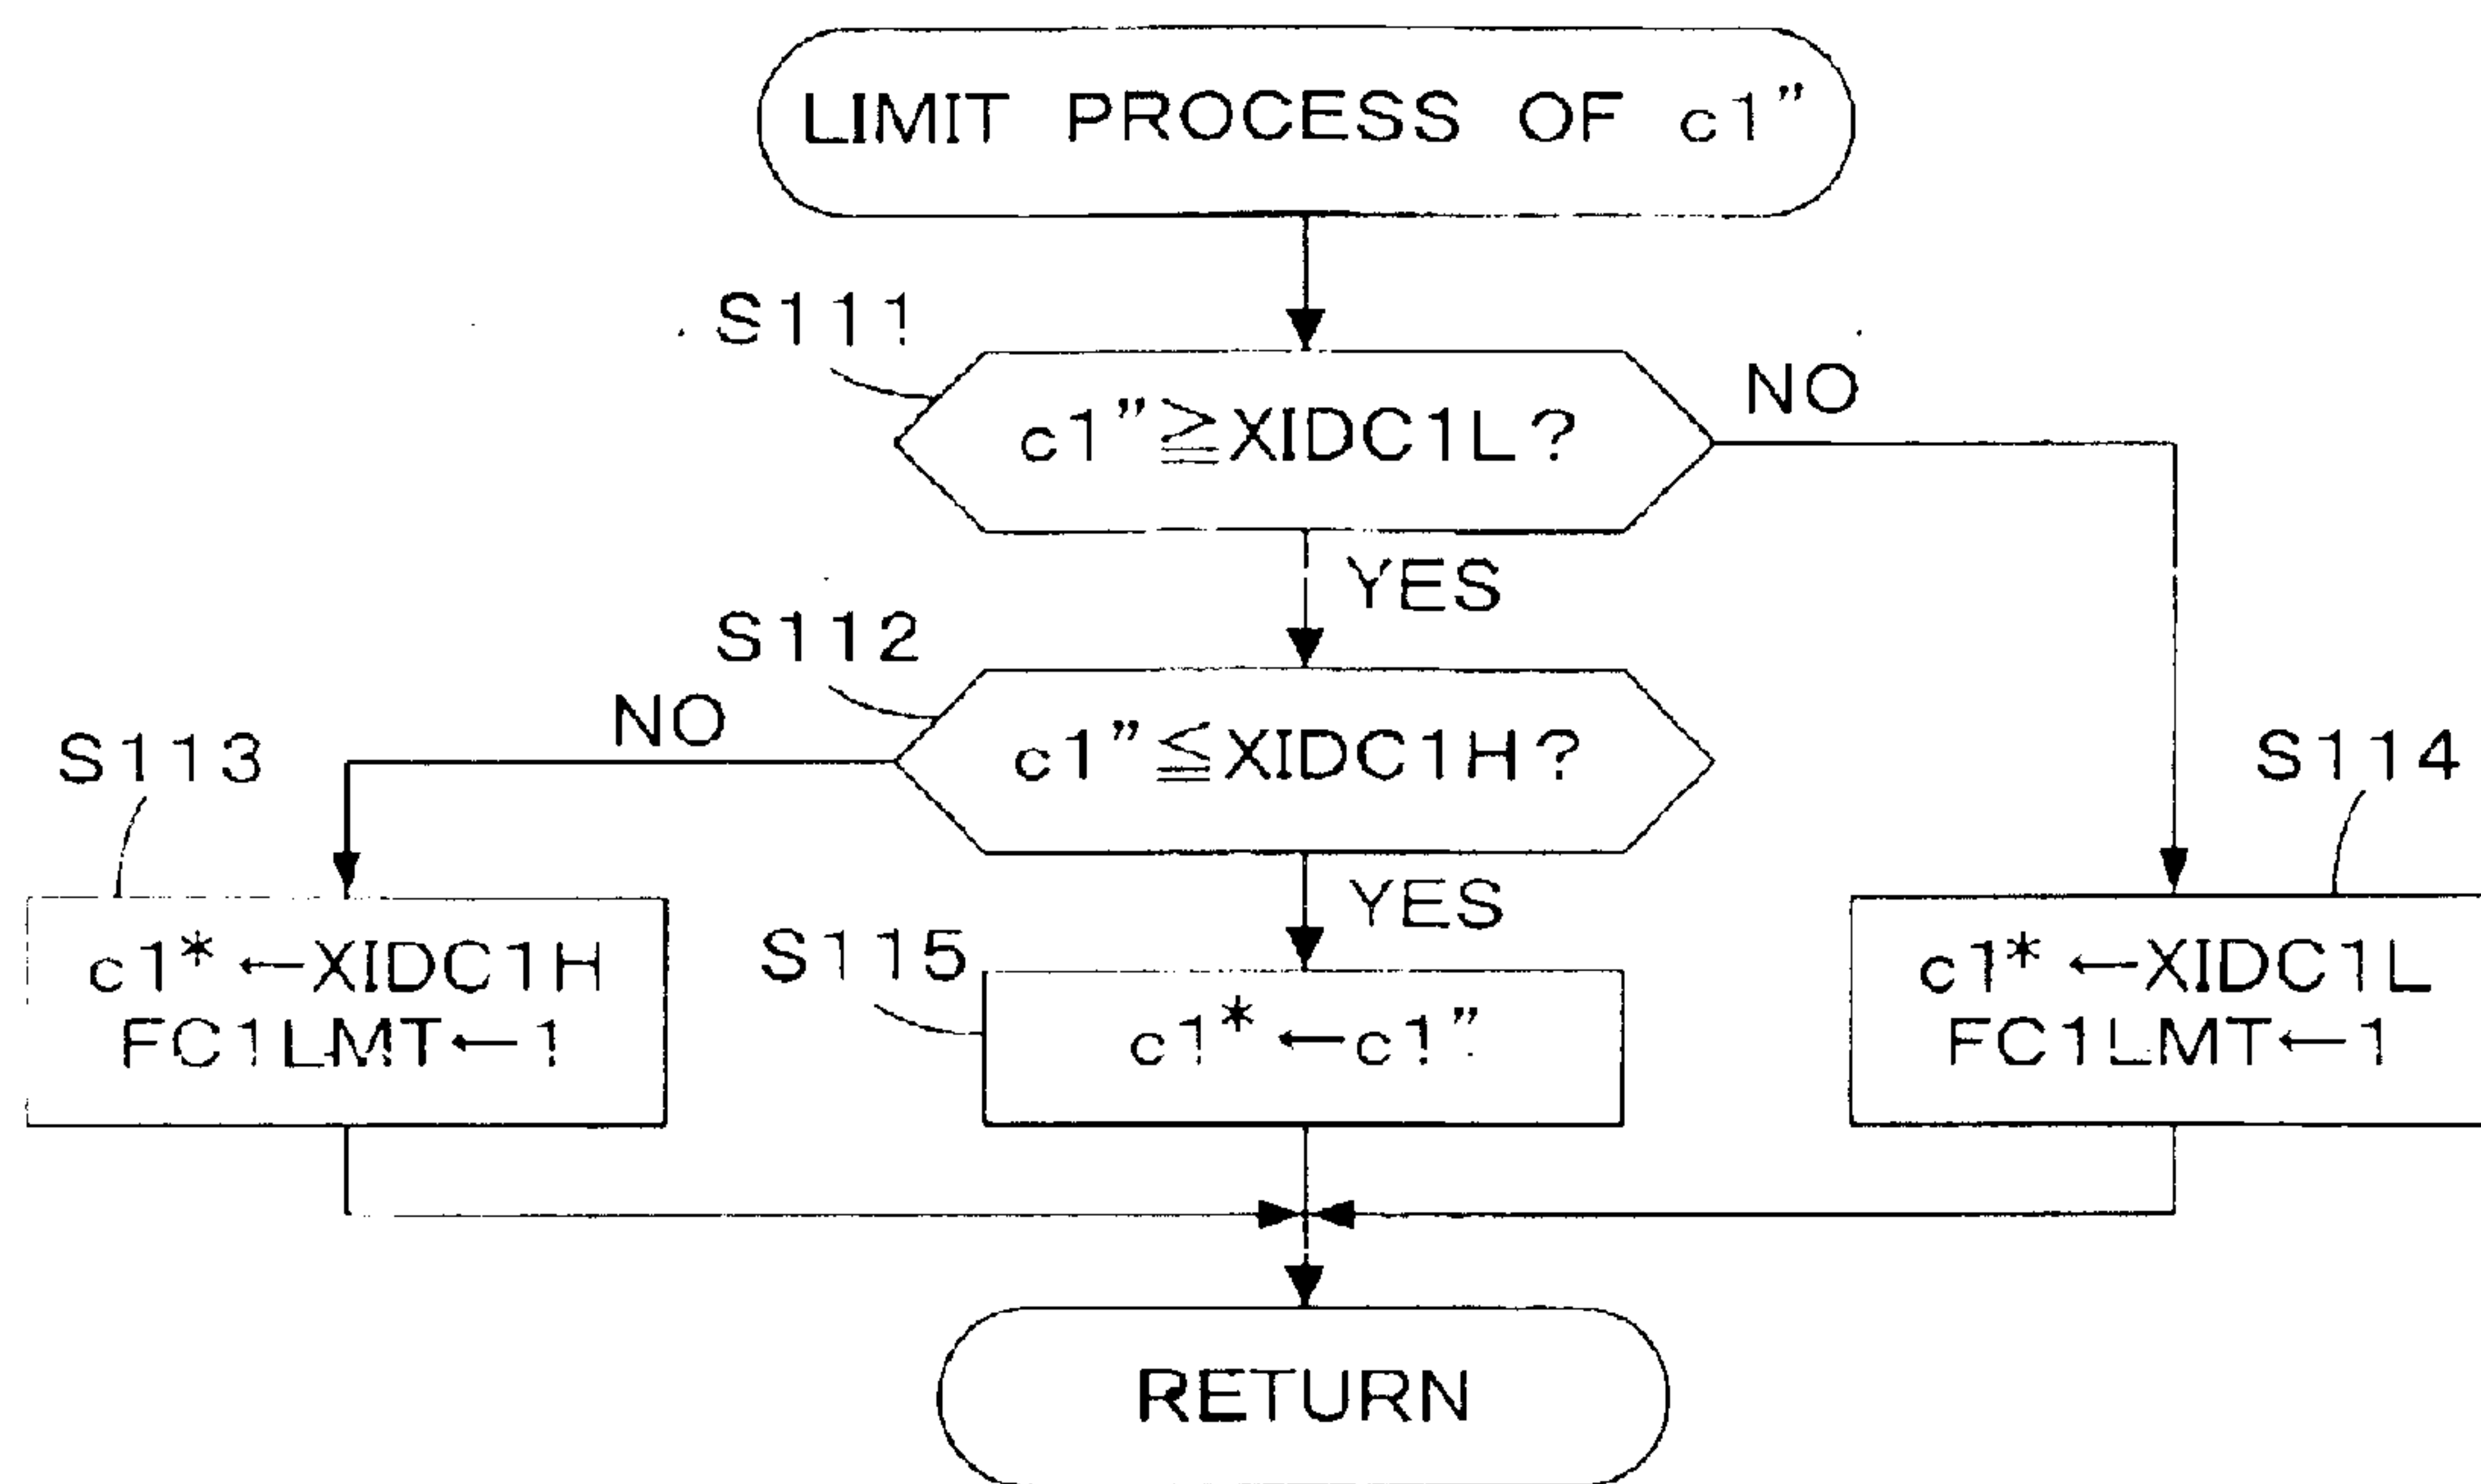 LIMIT PROCESS OF c1”
S111
c1”≧XIDC1L?
NO
YES
S112
c1”≦XIDC1H?
NO
YES
S113
c1*←XIDC1H
FC1LMT←1
S115
c1*←c1”
S114
c1*←XIDC1L
FC1LMT←1
RETURN